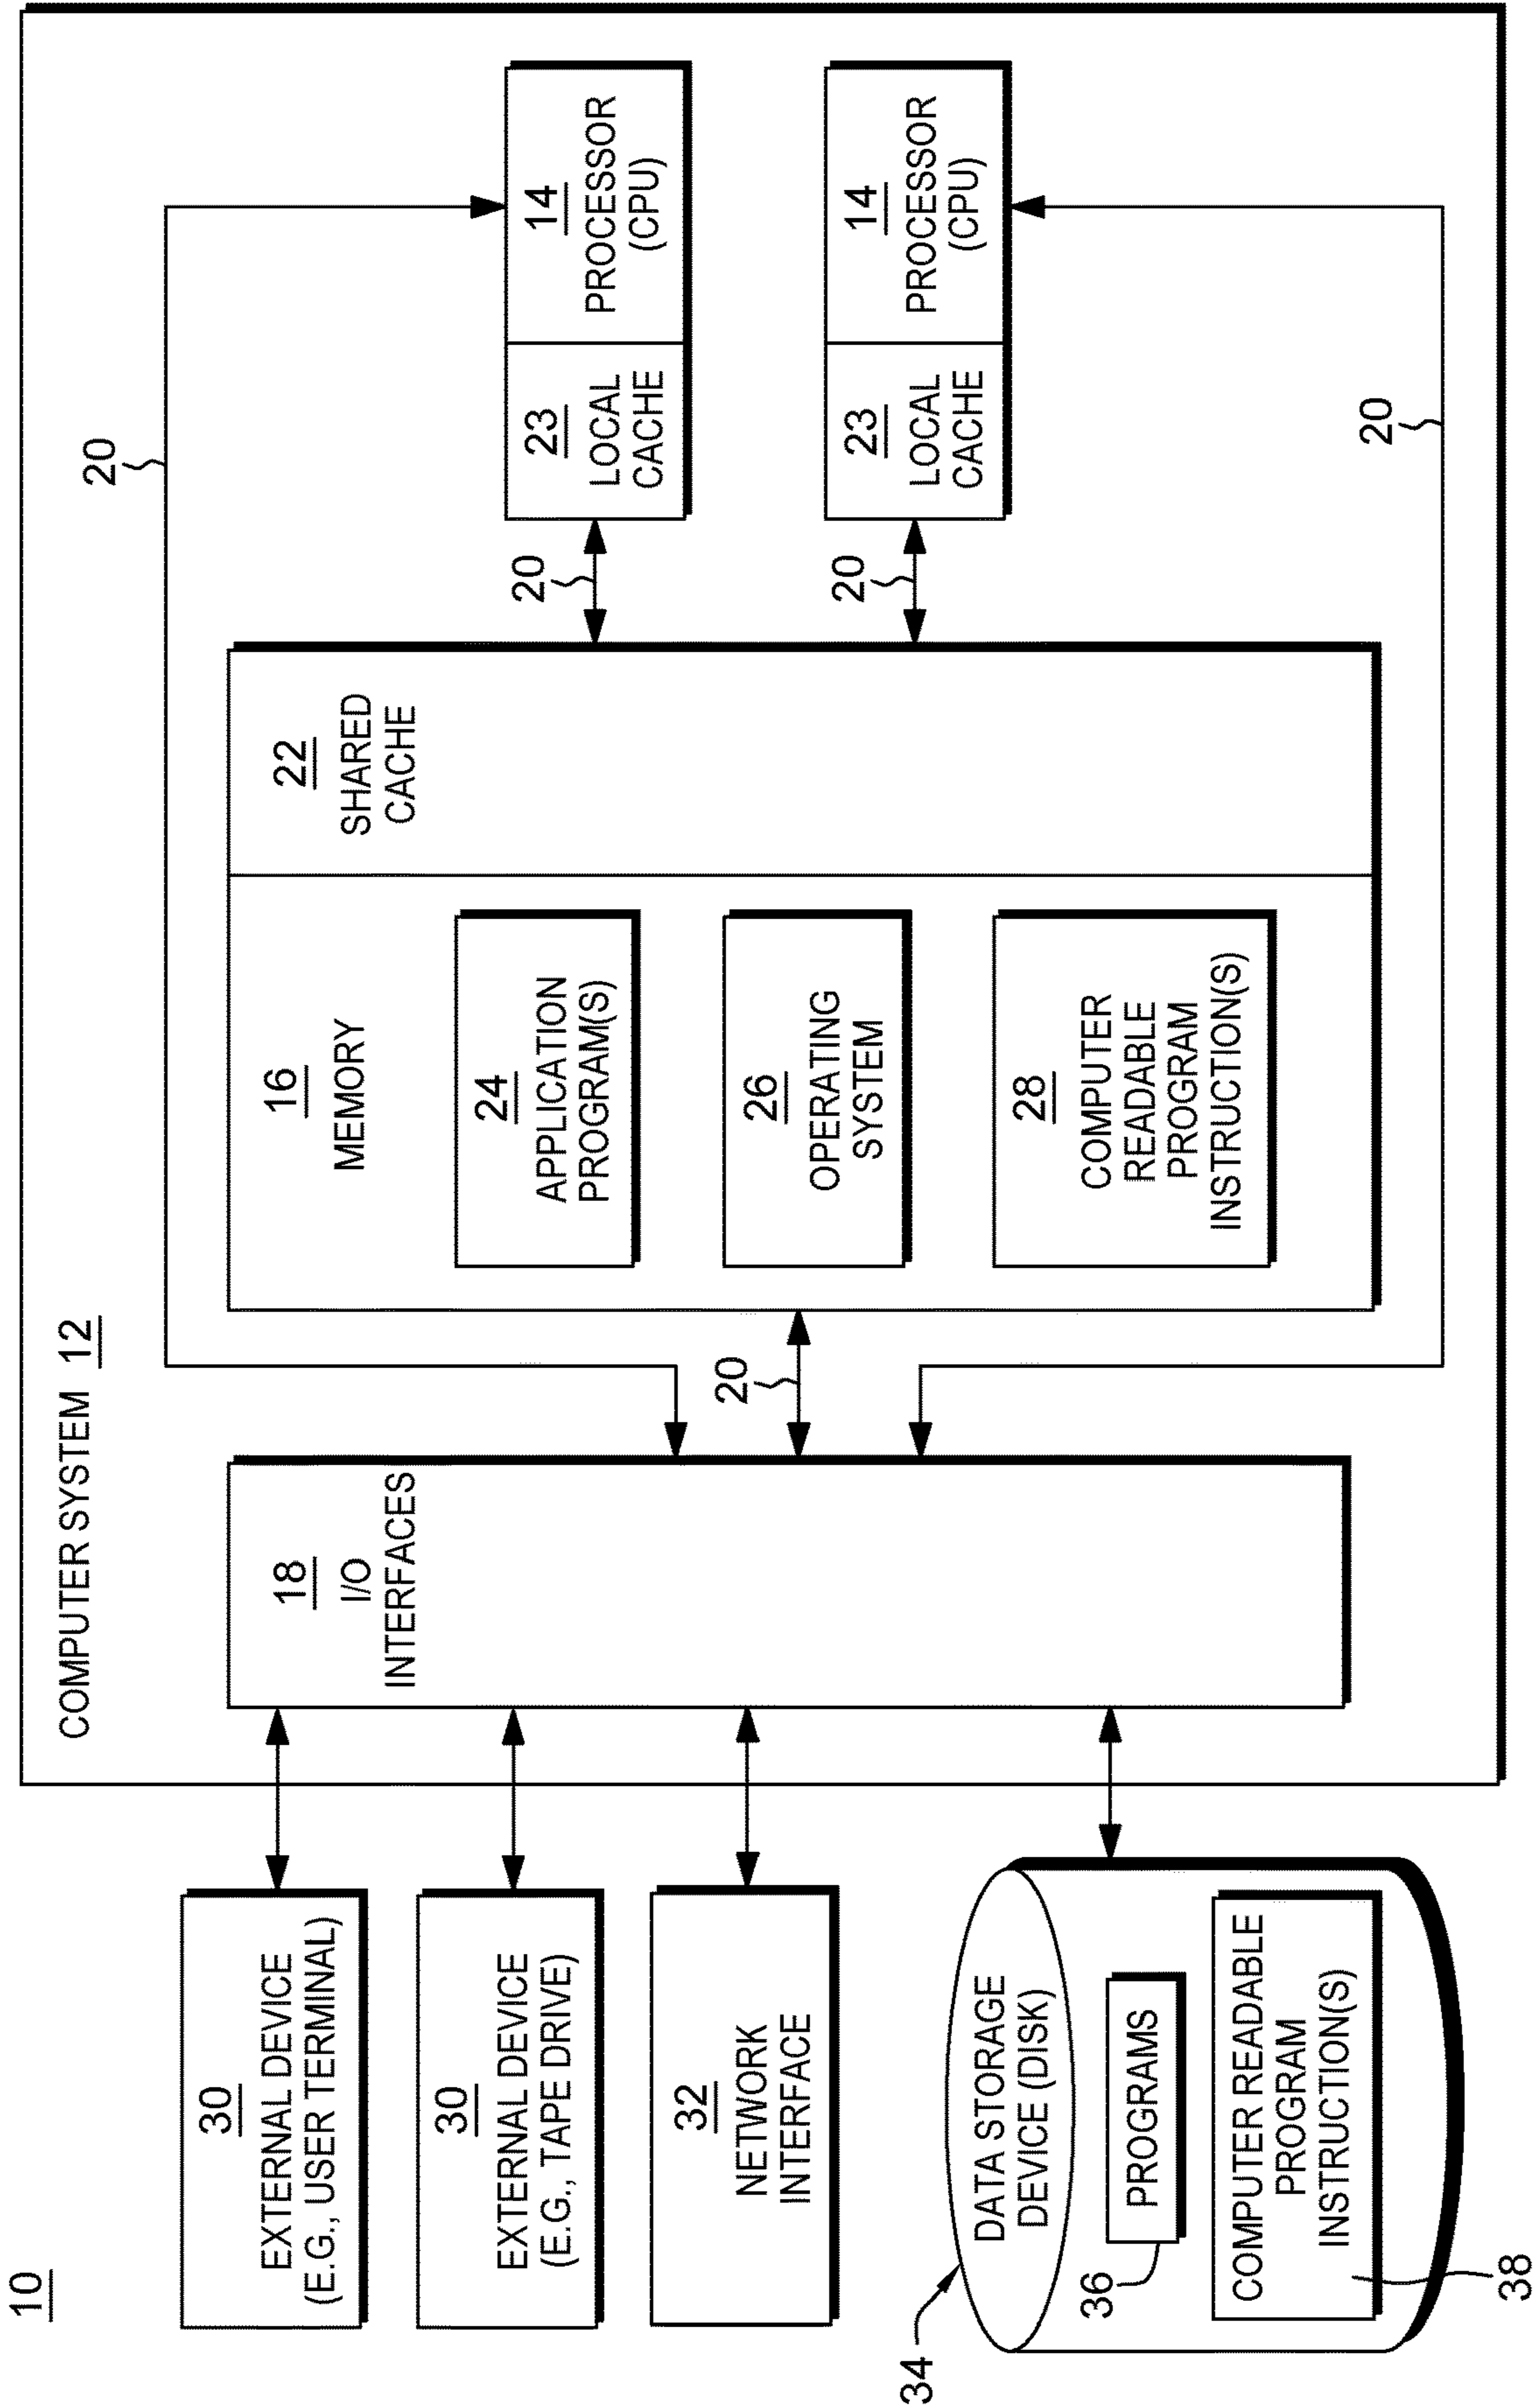 10
COMPUTER SYSTEM 12
30
EXTERNAL DEVICE
(E.G., USER TERMINAL)
30
EXTERNAL DEVICE
(E.G., TAPE DRIVE)
32
NETWORK
INTERFACE
34
DATA STORAGE
DEVICE (DISK)
36
PROGRAMS
COMPUTER READABLE
PROGRAM
INSTRUCTION(S)
38
18
I/O
INTERFACES
20
20
16
MEMORY
24
APPLICATION
PROGRAM(S)
26
OPERATING
SYSTEM
28
COMPUTER
READABLE
PROGRAM
INSTRUCTION(S)
22
SHARED
CACHE
20
20
23
LOCAL
CACHE
14
PROCESSOR
(CPU)
23
LOCAL
CACHE
14
PROCESSOR
(CPU)
20